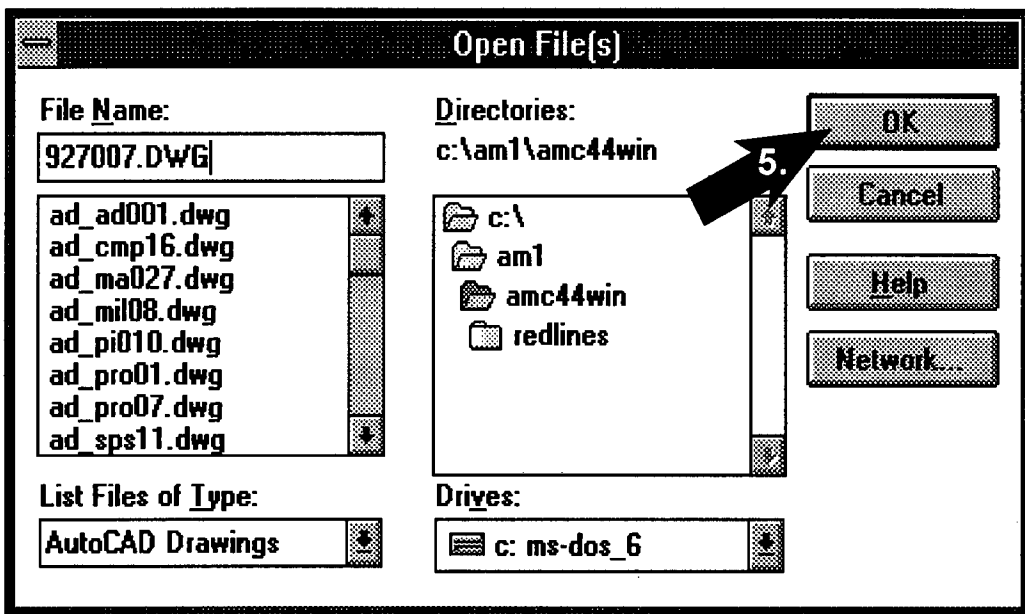 Open File(s)
File Name:
927007.DWG
ad_ad001.dwg
ad_cmp16.dwg
ad_ma027.dwg
ad_mil08.dwg
ad_pi010.dwg
ad_pro01.dwg
ad_pro07.dwg
ad_sps11.dwg
List Files of Type:
AutoCAD Drawings
Directories:
c:\am1\amc44win
c:\
am1
amc44win
redlines
Drives:
c: ms-dos_6
5.
OK
Cancel
Help
Network...